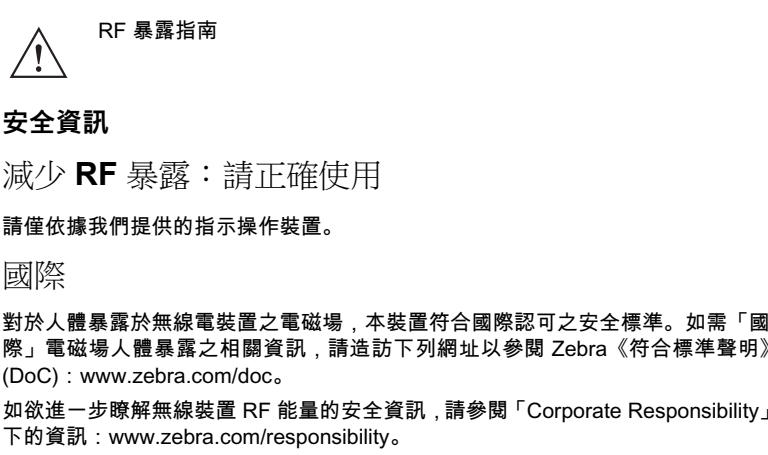 RF 暴露指南
安全資訊
減少 RF 暴露：請正確使用
請僅依據我們提供的指示操作裝置。
國際
對於人體暴露於無線電裝置之電磁場，本裝置符合國際認可之安全標準。如需「國
際」電磁場人體暴露之相關資訊，請造訪下列網址以參閱 Zebra《符合標準聲明》
(DoC)：www.zebra.com/doc。
如欲進一步瞭解無線裝置 RF 能量的安全資訊，請參閱「Corporate Responsibility」
下的資訊：www.zebra.com/responsibility。